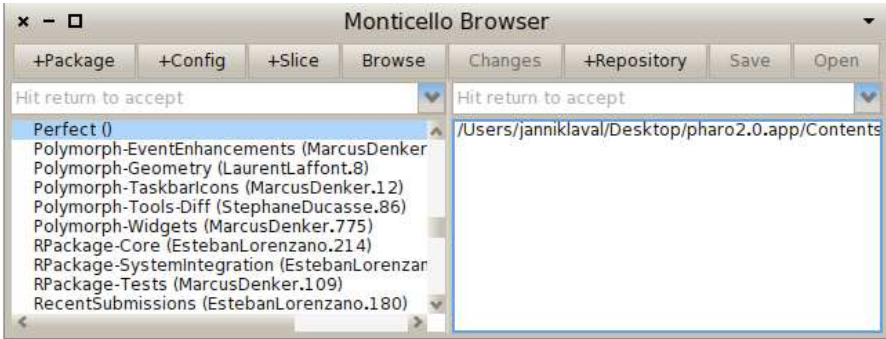 Monticello Browser
+Package +Config +Slice Browse Changes +Repository Save Open
Hit return to accept Hit return to accept
Perfect ()
Polymorph-EventEnhancements (MarcusDenker
Polymorph-Geometry (LaurentLaffont.8)
Polymorph-TaskbarIcons (MarcusDenker.12)
Polymorph-Tools-Diff (StephaneDucasse.86)
Polymorph-Widgets (MarcusDenker.775)
RPackage-Core (EstebanLorenzano.214)
RPackage-SystemIntegration (EstebanLorenzan
RPackage-Tests (MarcusDenker.109)
RecentSubmissions (EstebanLorenzano.180)
/Users/janniklaval/Desktop/pharo2.0.app/Contents